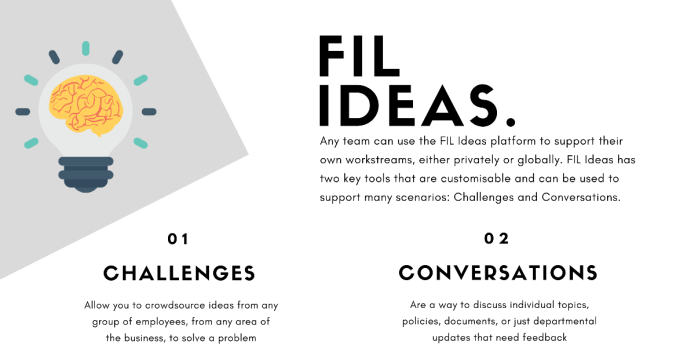 FIL
IDEAS.
Any team can use the FIL Ideas platform to support their
own workstreams, either privately or globally. FIL Ideas has
two key tools that are customisable and can be used to
support many scenarios: Challenges and Conversations.
01
CHALLENGES
Allow you to crowdsource ideas from any
group of employees, from any area of
the business, to solve a problem
02
CONVERSATIONS
Are a way to discuss individual topics,
policies, documents, or just departmental
updates that need feedback